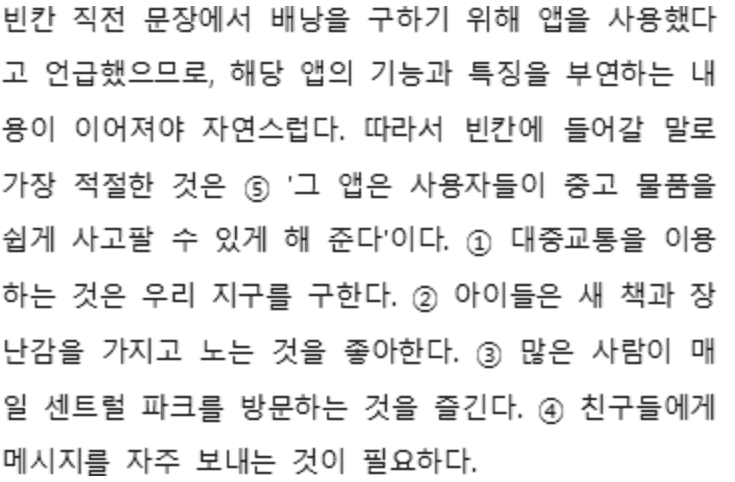 빈칸 직전 문장에서 배낭을 구하기 위해 앱을 사용했다
고 언급했으므로, 해당 앱의 기능과 특징을 부연하는 내
용이 이어져야 자연스럽다. 따라서 빈칸에 들어갈 말로
가장 적절한 것은 ⑤ '그 앱은 사용자들이 중고 물품을
쉽게 사고팔 수 있게 해 준다'이다. ① 대중교통을 이용
하는 것은 우리 지구를 구한다. ② 아이들은 새 책과 장
난감을 가지고 노는 것을 좋아한다. ③ 많은 사람이 매
일 센트럴 파크를 방문하는 것을 즐긴다. ④ 친구들에게
메시지를 자주 보내는 것이 필요하다.